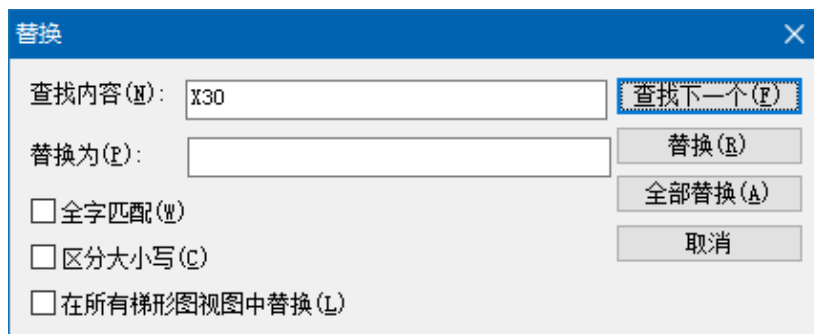 替换
查找内容(N): X30 查找下一个(F)
替换为(P): 替换(R)
全部替换(A)
全字匹配(W)
区分大小写(C) 取消
在所有梯形图视图中替换(L)